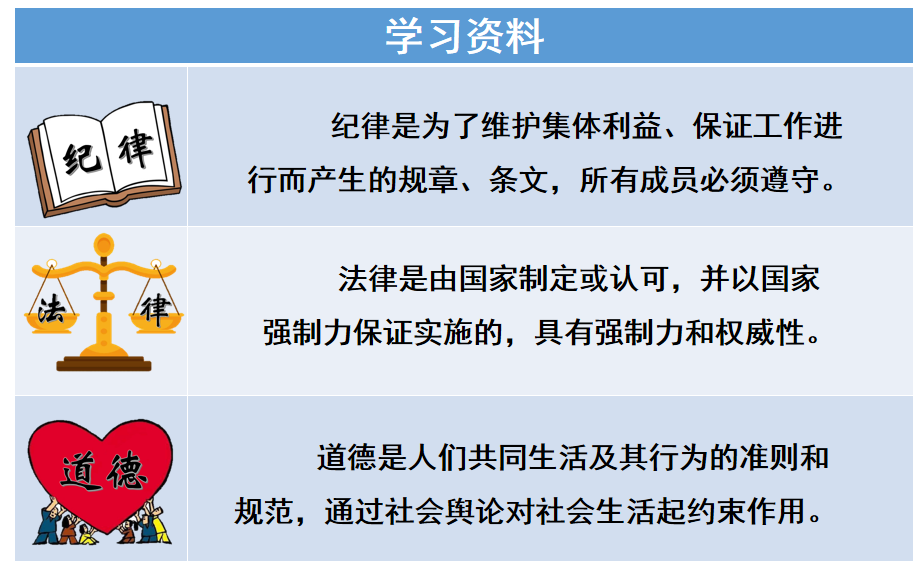 学习资料
纪律
纪律是为了维护集体利益、保证工作进
行而产生的规章、条文，所有成员必须遵守。
法律
法律是由国家制定或认可，并以国家
强制力保证实施的，具有强制力和权威性。
道德
道德是人们共同生活及其行为的准则和
规范，通过社会舆论对社会生活起约束作用。